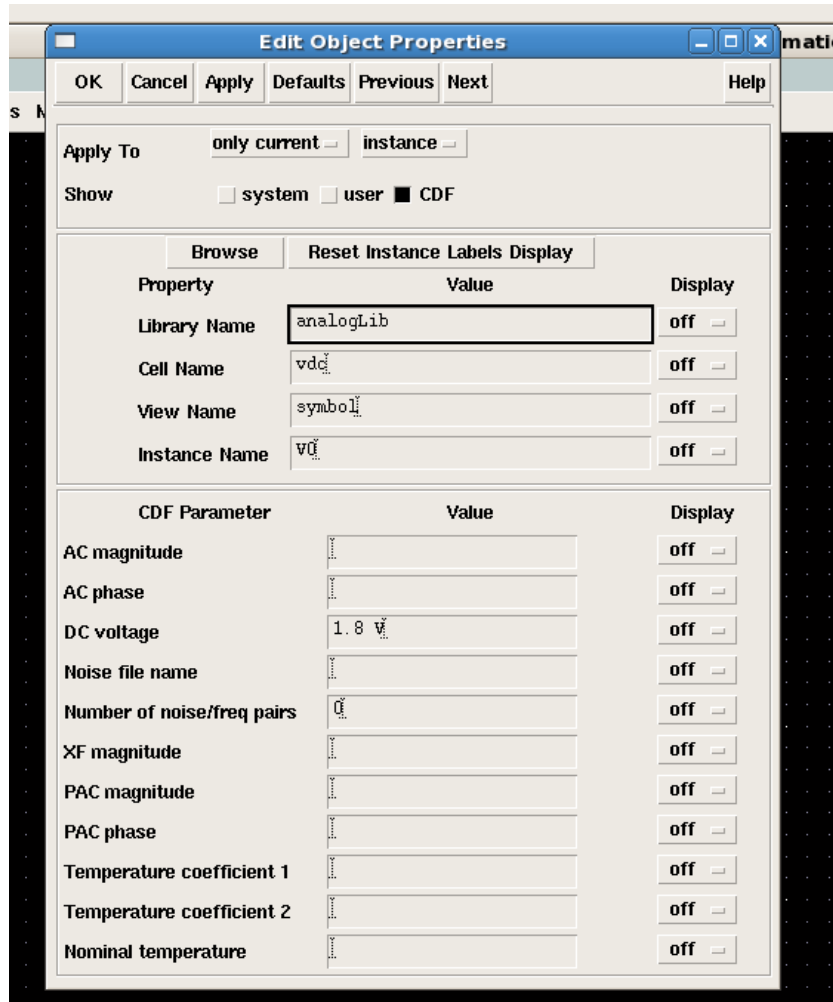 Edit Object Properties
mati
OK Cancel Apply Defaults Previous Next Help
s
Apply To only current instance
Show system user CDF
Browse Reset Instance Labels Display
Property Value Display
Library Name analogLib off
Cell Name vdc off
View Name symbol off
Instance Name V0 off
CDF Parameter Value Display
AC magnitude off
AC phase off
DC voltage 1.8 V off
Noise file name off
Number of noise/freq pairs 0 off
XF magnitude off
PAC magnitude off
PAC phase off
Temperature coefficient 1 off
Temperature coefficient 2 off
Nominal temperature off